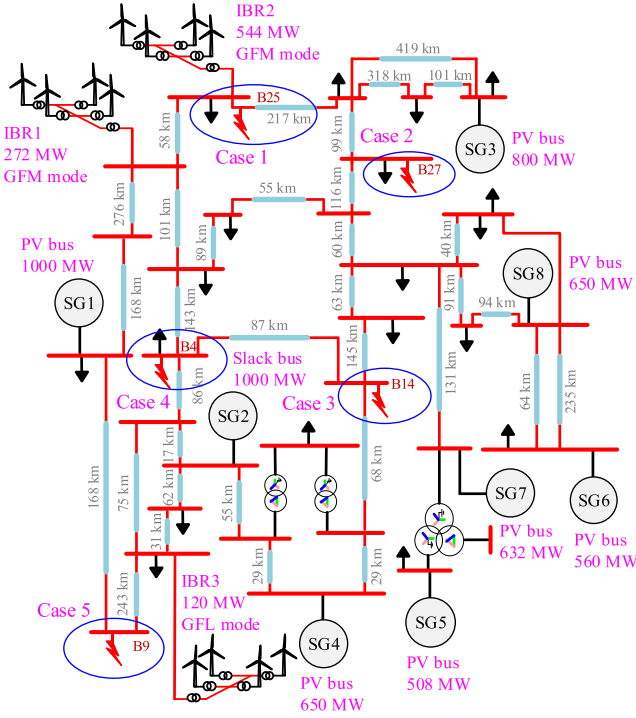 IBR2
544 MW
GFM mode
419 km
318 km
101 km
IBR1
272 MW
GFM mode
B25
217 km
58 km
Case 1
99 km
Case 2
B27
SG3
PV bus
800 MW
276 km
101 km
55 km
116 km
89 km
60 km
40 km
PV bus
1000 MW
SG1
168 km
143 km
63 km
91 km
94 km
SG8
PV bus
650 MW
87 km
B4
Slack bus
1000 MW
145 km
131 km
64 km
235 km
86 km
Case 4
Case 3
B14
SG2
168 km
75 km
17 km
62 km
55 km
68 km
SG7
SG6
PV bus
632 MW
PV bus
560 MW
31 km
29 km
29 km
IBR3
120 MW
GFL mode
243 km
Case 5
B9
SG4
PV bus
650 MW
SG5
PV bus
508 MW